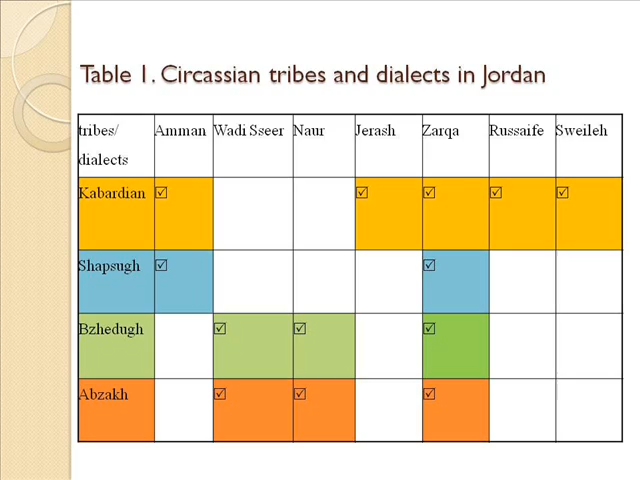 Table 1. Circassian tribes and dialects in Jordan
tribes/ dialects Amman Wadi Sseer Naur Jerash Zarqa Russaife Sweileh
Kabardian ☑ ☑ ☑ ☑ ☑
Shapsugh ☑ ☑
Bzhedugh ☑ ☑ ☑
Abzakh ☑ ☑ ☑